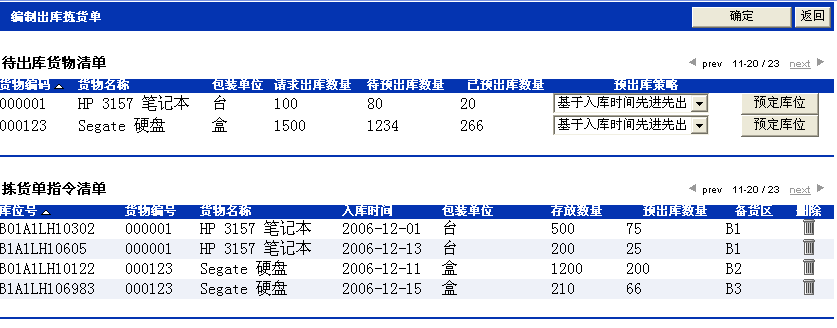 编制出库拣货单 确定 返回
待出库货物清单 prev 11-20 / 23 next
货物编码 货物名称 包装单位 请求出库数量 待预出库数量 已预出库数量 预出库策略
000001 HP 3157 笔记本 台 100 80 20 基于入库时间先进先出 预定库位
000123 Segate 硬盘 盒 1500 1234 266 基于入库时间先进先出 预定库位
拣货单指令清单 prev 11-20 / 23 next
库位号 货物编号 货物名称 入库时间 包装单位 存放数量 预出库数量 备货区 删除
B01A1LH10302 000001 HP 3157 笔记本 2006-12-01 台 500 75 B1
B1A1LH10605 000001 HP 3157 笔记本 2006-12-13 台 200 25 B1
B01A1LH10122 000123 Segate 硬盘 2006-12-11 盒 1200 200 B2
B1A1LH106983 000123 Segate 硬盘 2006-12-15 盒 210 66 B3